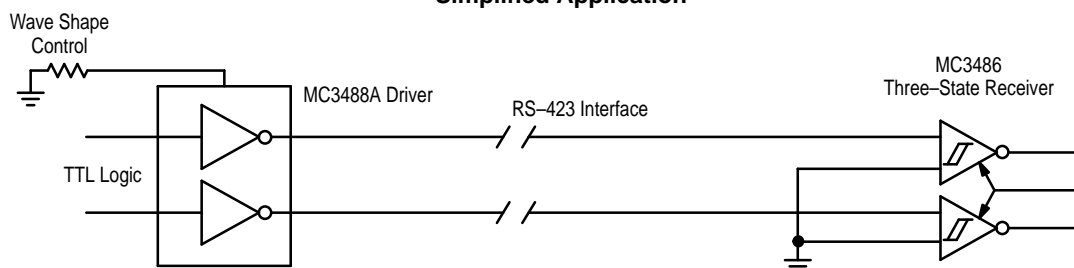 Simplified Application
Wave Shape
Control
MC3488A Driver
RS–423 Interface
MC3486
Three–State Receiver
TTL Logic